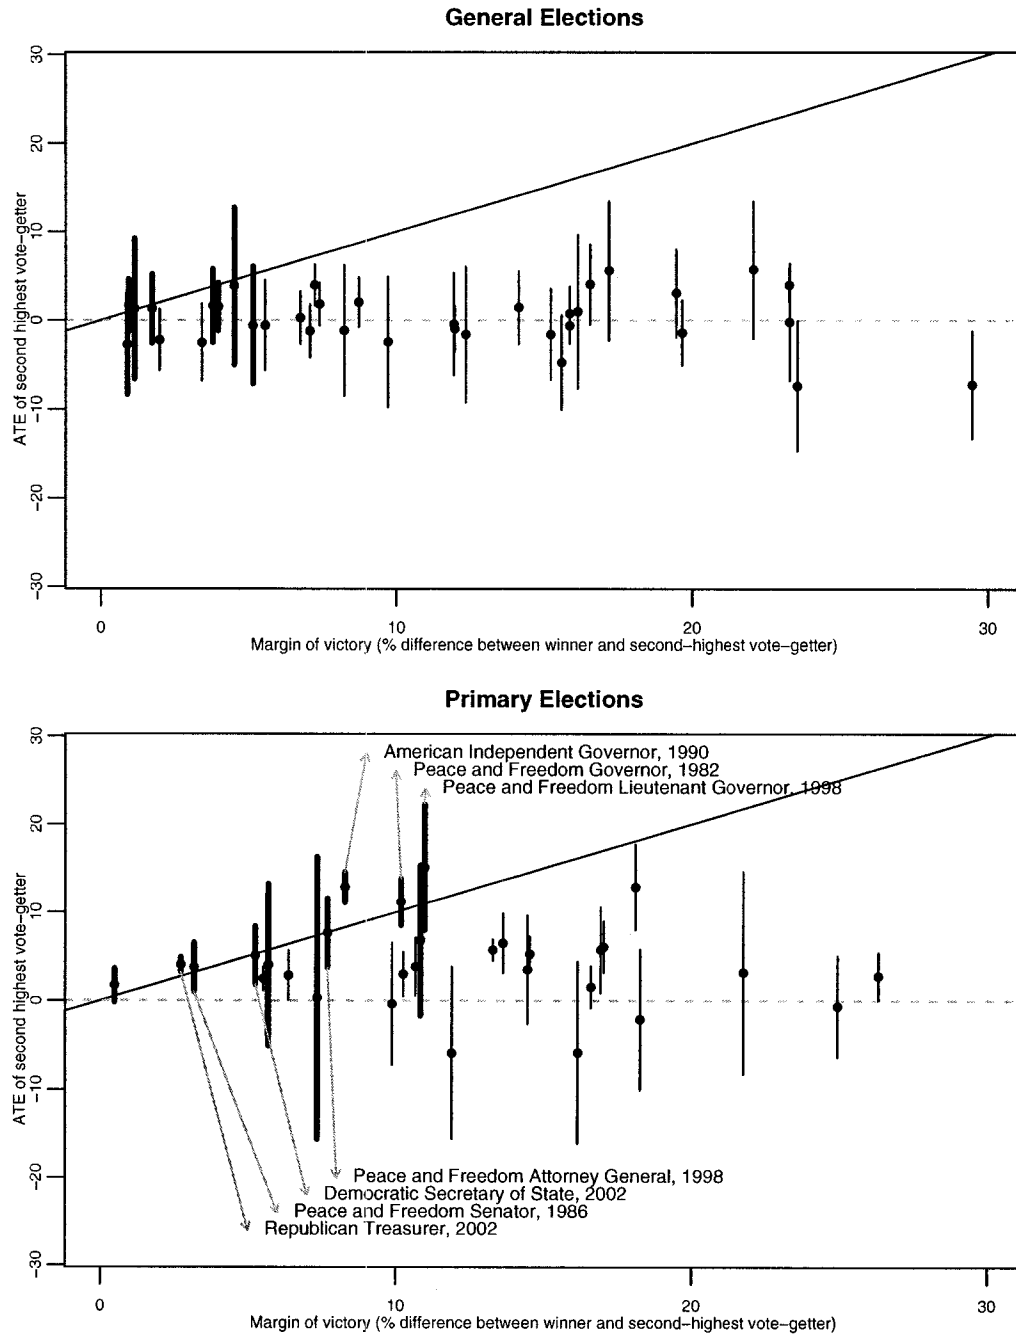 General Elections
30
20
10
0
−10
−20
−30
ATE of second highest vote−getter
0 10 20 30
Margin of victory (% difference between winner and second−highest vote−getter)
Primary Elections
American Independent Governor, 1990
Peace and Freedom Governor, 1982
Peace and Freedom Lieutenant Governor, 1998
30
20
10
0
−10
−20
−30
ATE of second highest vote−getter
Peace and Freedom Attorney General, 1998
Democratic Secretary of State, 2002
Peace and Freedom Senator, 1986
Republican Treasurer, 2002
0 10 20 30
Margin of victory (% difference between winner and second−highest vote−getter)